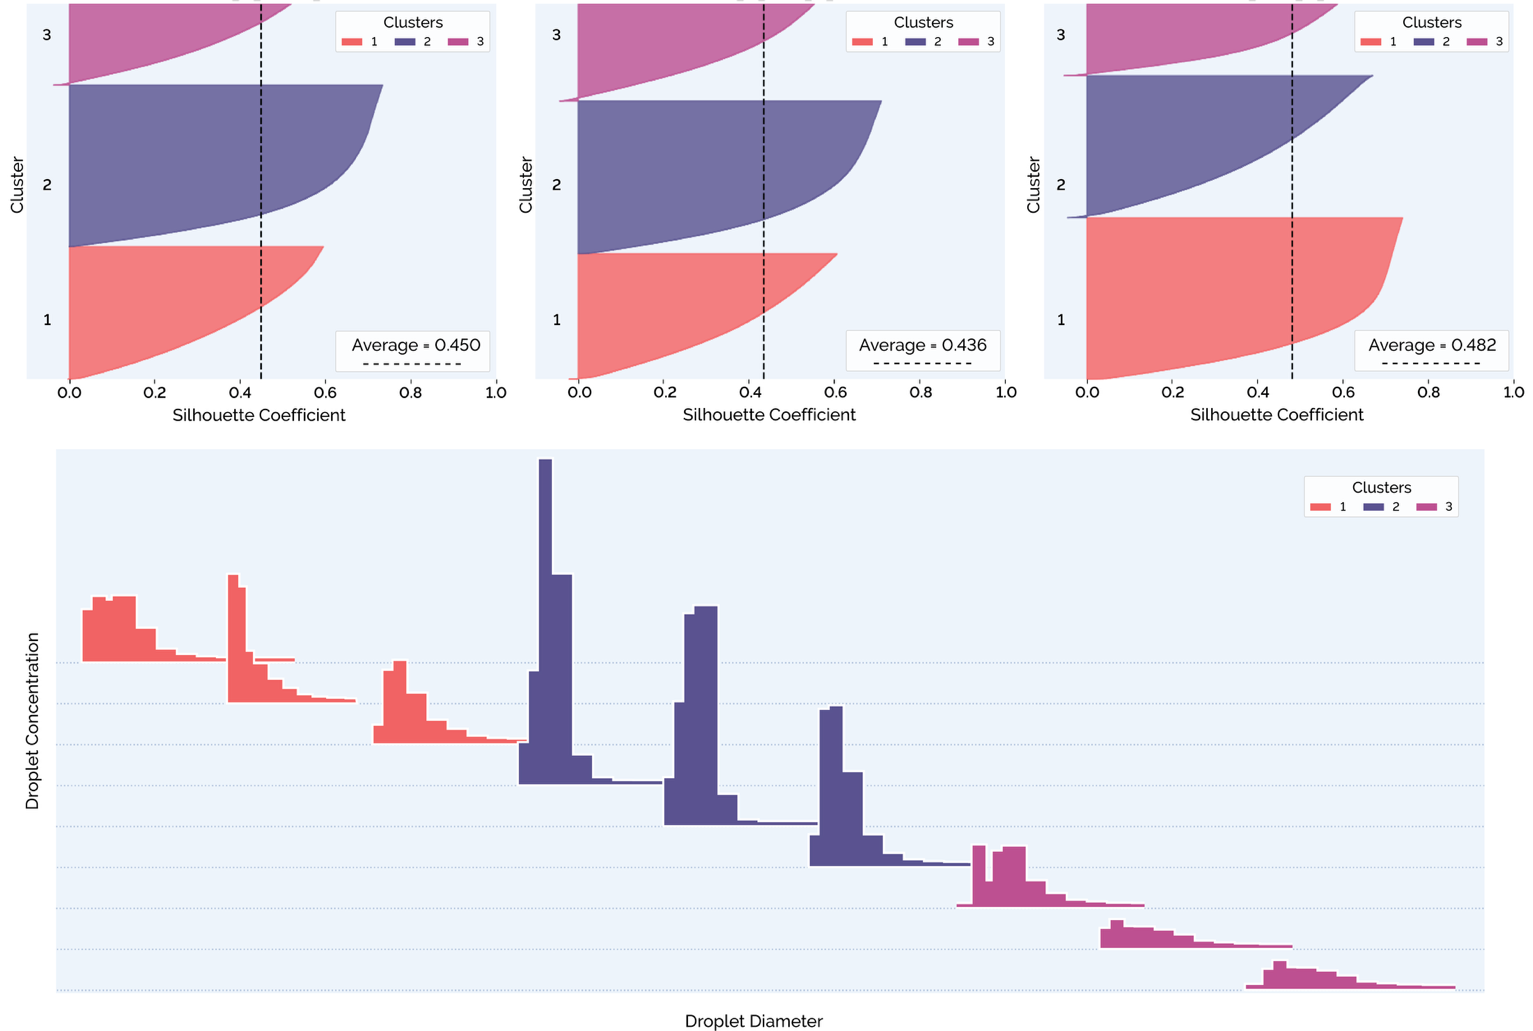 Clusters
1 2 3
Clusters
1 2 3
Clusters
1 2 3
3
2
1
Cluster
Average = 0.450
0.0 0.2 0.4 0.6 0.8 1.0
Silhouette Coefficient
3
2
1
Cluster
Average = 0.436
0.0 0.2 0.4 0.6 0.8 1.0
Silhouette Coefficient
3
2
1
Cluster
Average = 0.482
0.0 0.2 0.4 0.6 0.8 1.0
Silhouette Coefficient
Clusters
1 2 3
Droplet Concentration
Droplet Diameter